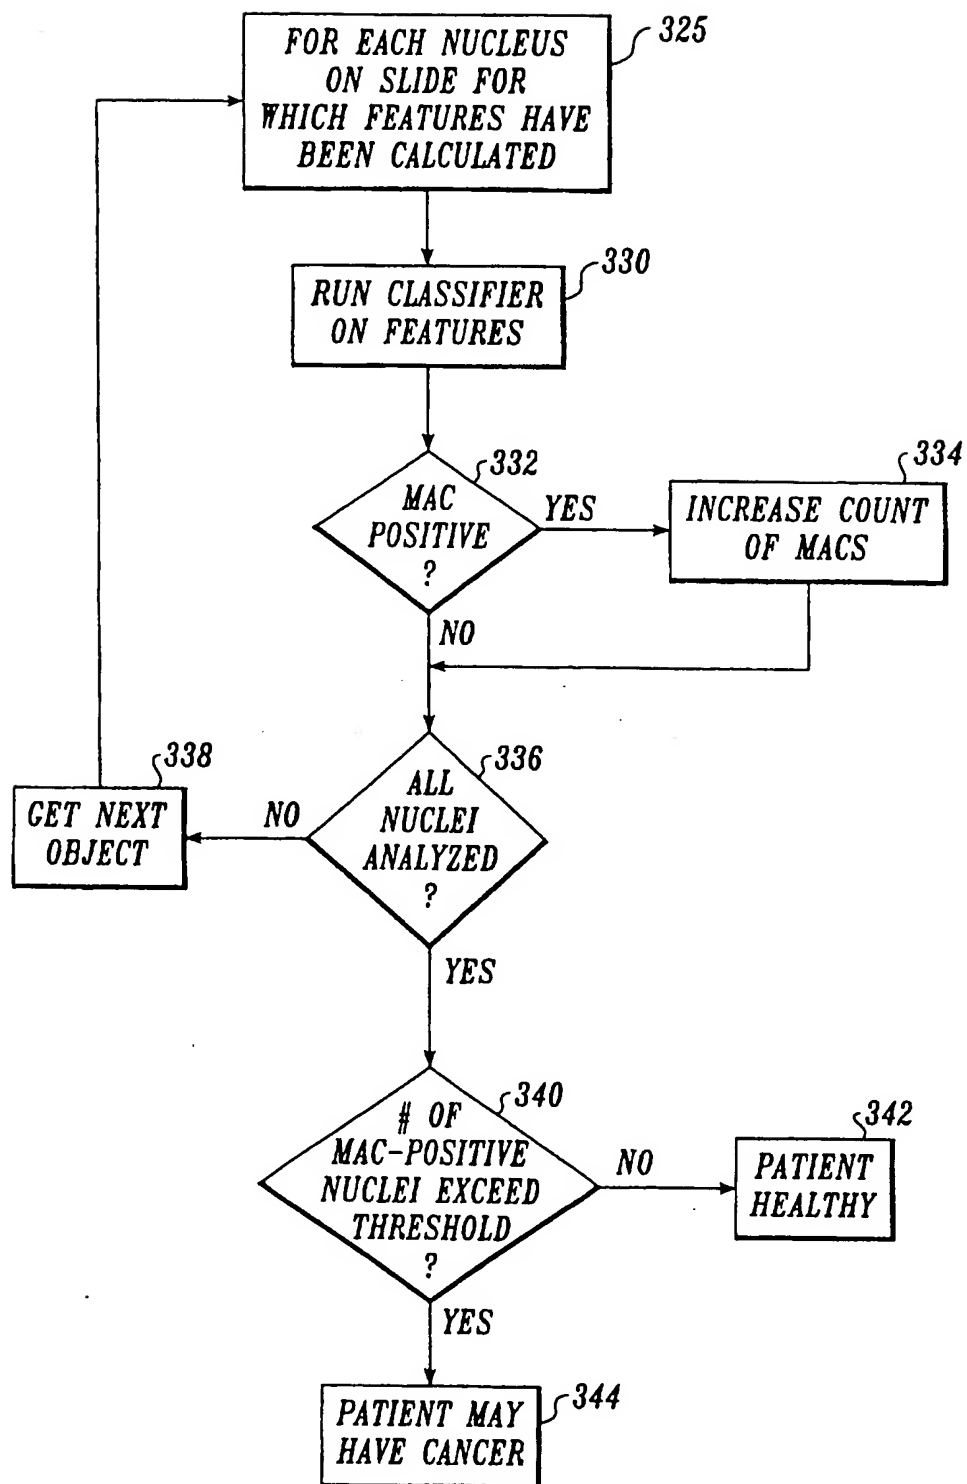 325
FOR EACH NUCLEUS
ON SLIDE FOR
WHICH FEATURES HAVE
BEEN CALCULATED
330
RUN CLASSIFIER
ON FEATURES
332
MAC
POSITIVE
?
YES
334
INCREASE COUNT
OF MACS
NO
336
ALL
NUCLEI
ANALYZED
?
NO
338
GET NEXT
OBJECT
YES
340
# OF
MAC-POSITIVE
NUCLEI EXCEED
THRESHOLD
?
NO
342
PATIENT
HEALTHY
YES
344
PATIENT MAY
HAVE CANCER